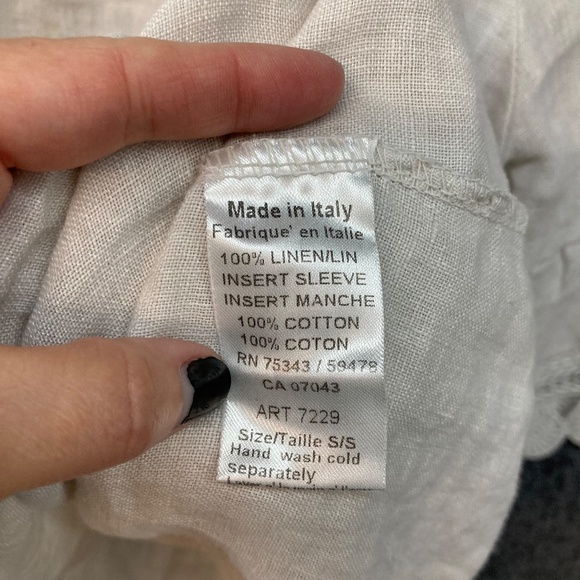 Made in Italy
Fabrique' en Italie
100% LINEN/LIN
INSERT SLEEVE
INSERT MANCHE
100% COTTON
100% COTON
RN 75343 / 59478
CA 07043
ART 7229
Size/Taille S/S
Hand wash cold
separately